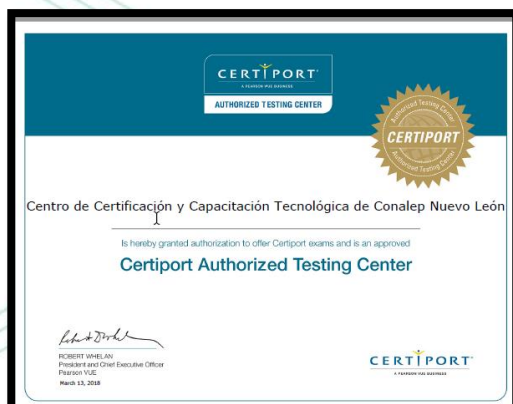 CERTIPORT
A PEARSON VUE BUSINESS
AUTHORIZED TESTING CENTER
Authorized Testing Center
CERTIPORT
Authorized Testing Center
Centro de Certificación y Capacitación Tecnológica de Conalep Nuevo León
Is hereby granted authorization to offer Certiport exams and is an approved
Certiport Authorized Testing Center
ROBERT WHELAN
President and Chief Executive Officer
Pearson VUE
March 13, 2018
CERTIPORT
A PEARSON VUE BUSINESS